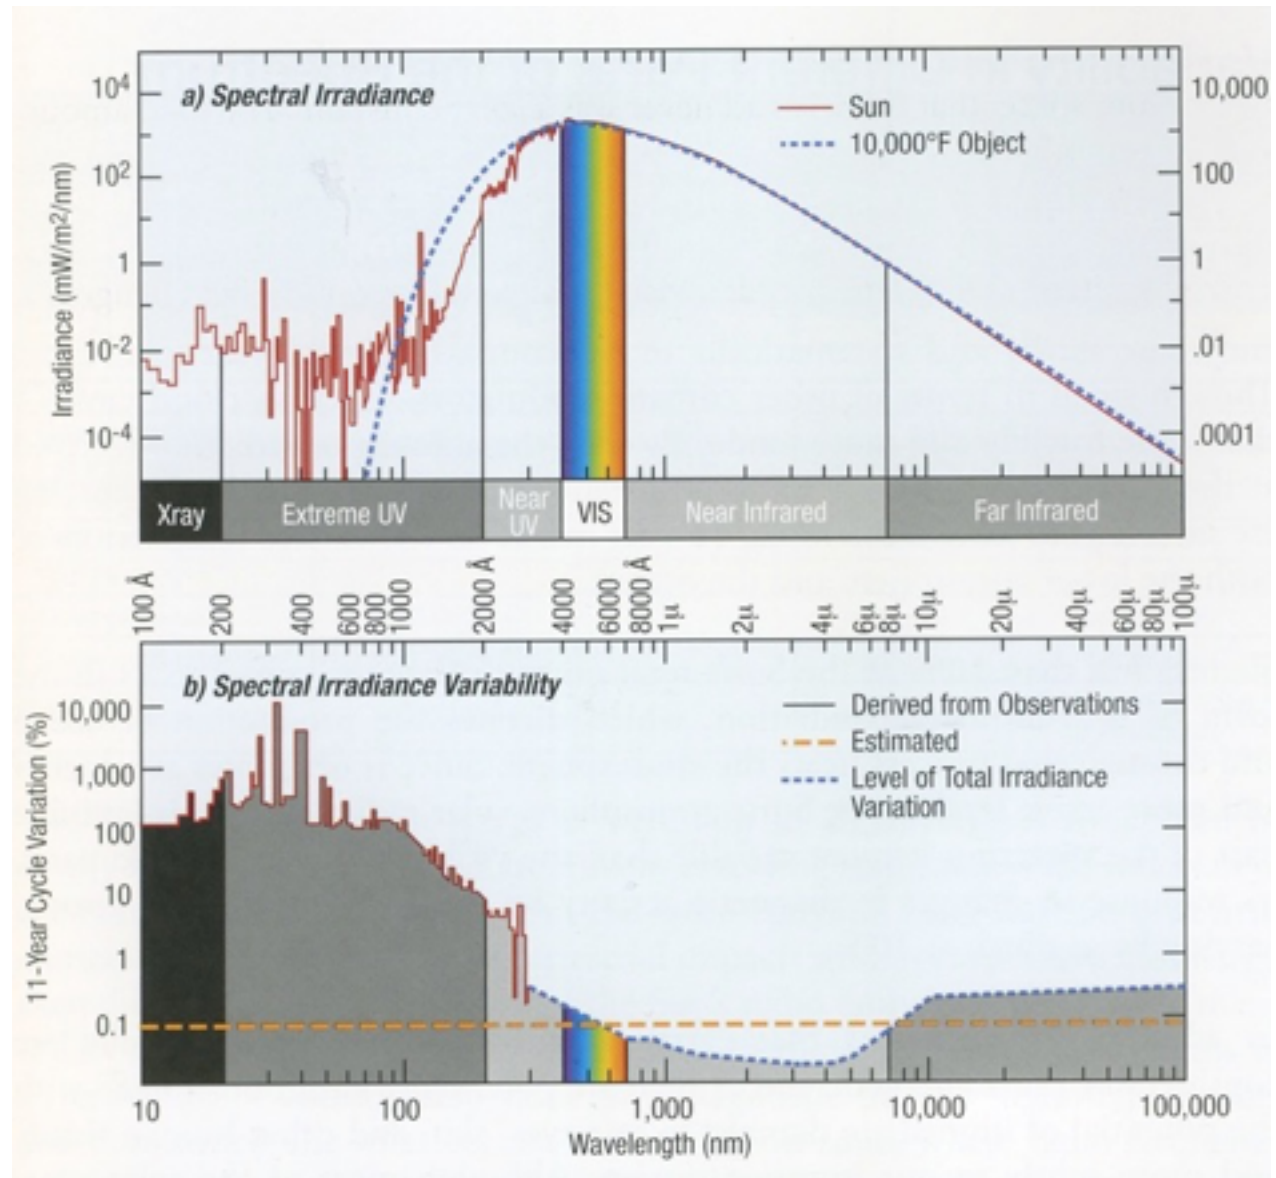 a) Spectral Irradiance
Sun
10,000°F Object
10⁴
10²
1
10⁻²
10⁻⁴
Irradiance (mW/m2/nm)
10,000
100
1
.01
.0001
Xray
Extreme UV
Near
UV
VIS
Near Infrared
Far Infrared
100 Å
200
400
600
800
1000
2000 Å
4000
6000
8000 Å
1μ
2μ
4μ
6μ
8μ
10μ
20μ
40μ
60μ
80μ
100μ
b) Spectral Irradiance Variability
Derived from Observations
Estimated
Level of Total Irradiance
Variation
11-Year Cycle Variation (%)
10,000
1,000
100
10
1
0.1
10
100
1,000
10,000
100,000
Wavelength (nm)